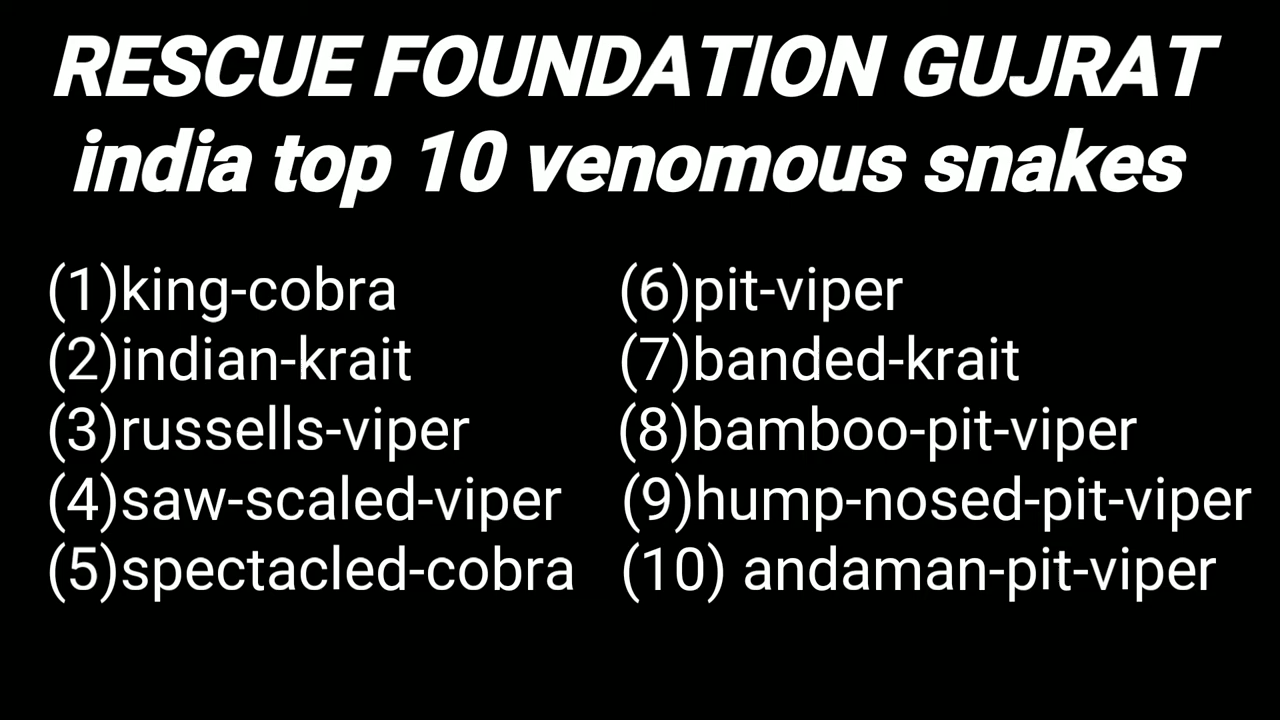 RESCUE FOUNDATION GUJRAT
india top 10 venomous snakes
(1)king-cobra
(2)indian-krait
(3)russells-viper
(4)saw-scaled-viper
(5)spectacled-cobra
(6)pit-viper
(7)banded-krait
(8)bamboo-pit-viper
(9)hump-nosed-pit-viper
(10) andaman-pit-viper